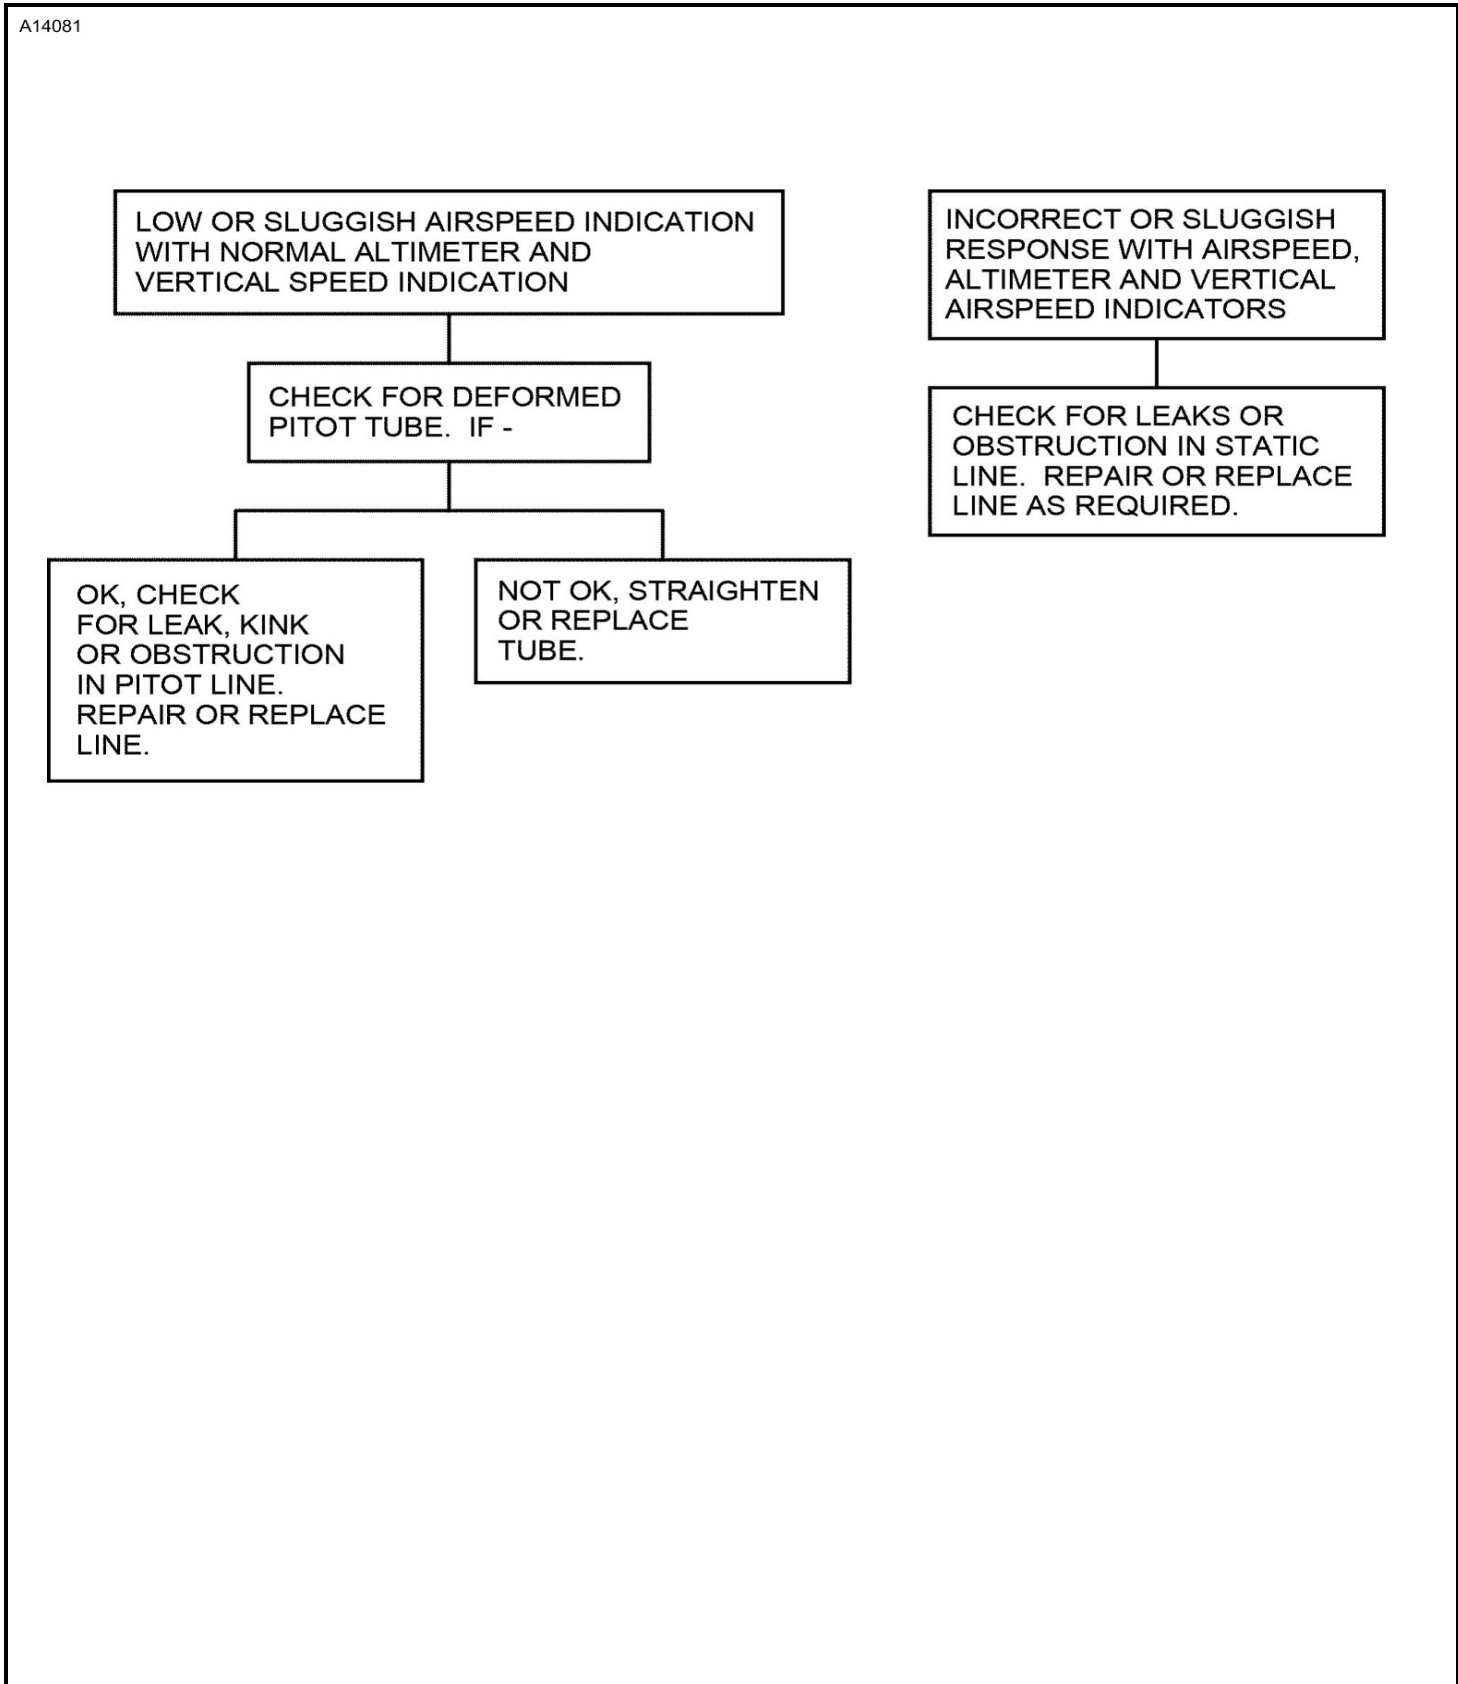 A14081
LOW OR SLUGGISH AIRSPEED INDICATION
WITH NORMAL ALTIMETER AND
VERTICAL SPEED INDICATION
CHECK FOR DEFORMED
PITOT TUBE.  IF -
OK, CHECK
FOR LEAK, KINK
OR OBSTRUCTION
IN PITOT LINE.
REPAIR OR REPLACE
LINE.
NOT OK, STRAIGHTEN
OR REPLACE
TUBE.
INCORRECT OR SLUGGISH
RESPONSE WITH AIRSPEED,
ALTIMETER AND VERTICAL
AIRSPEED INDICATORS
CHECK FOR LEAKS OR
OBSTRUCTION IN STATIC
LINE.  REPAIR OR REPLACE
LINE AS REQUIRED.